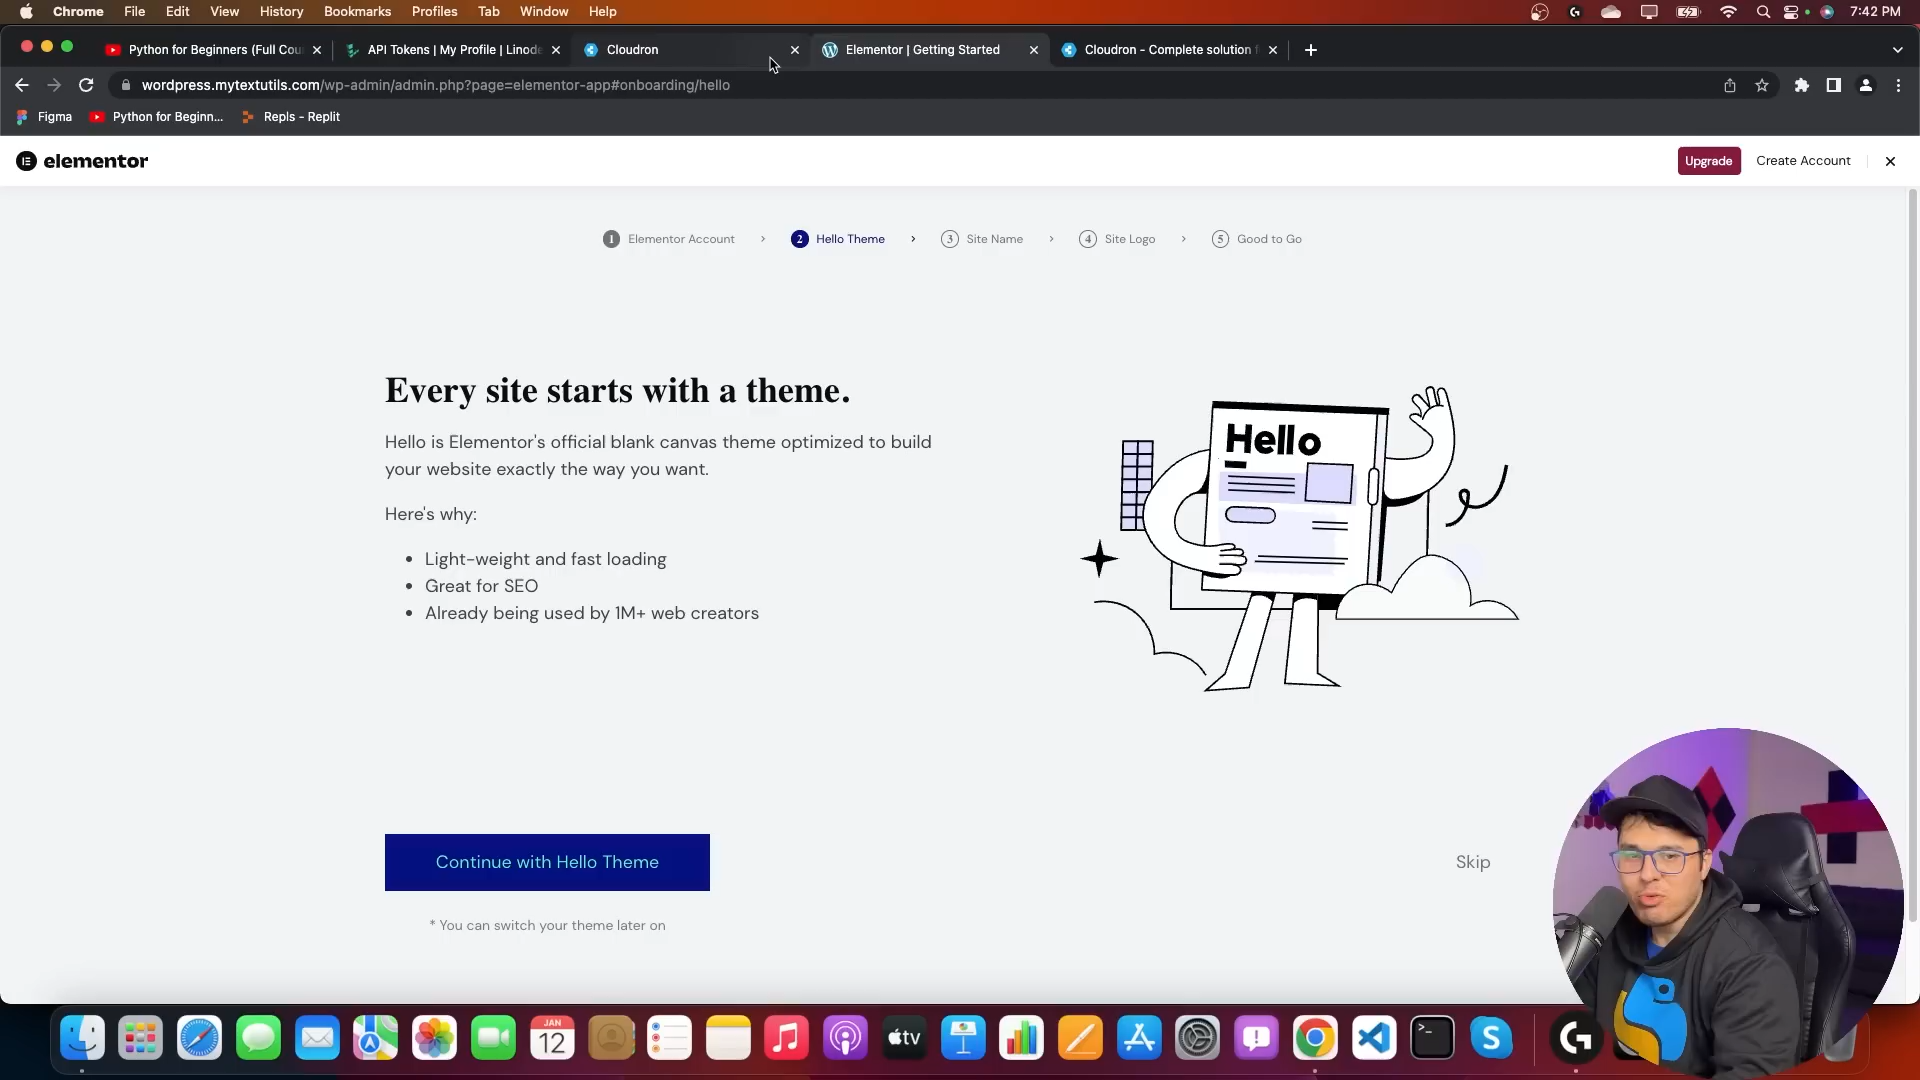 Chrome File Edit View History Bookmarks Profiles Tab Window Help 7:42 PM
Python for Beginners (Full Cou API Tokens | My Profile | Linode Cloudron Elementor | Getting Started Cloudron - Complete solution f
wordpress.mytextutils.com/wp-admin/admin.php?page=elementor-app#onboarding/hello
Figma Python for Beginn... Repls - Replit
elementor Upgrade Create Account
1 Elementor Account 2 Hello Theme 3 Site Name 4 Site Logo 5 Good to Go
Every site starts with a theme.
Hello is Elementor's official blank canvas theme optimized to build
your website exactly the way you want.
Here's why:
• Light-weight and fast loading
• Great for SEO
• Already being used by 1M+ web creators
Hello
Continue with Hello Theme
Skip
* You can switch your theme later on
JAN
12
tv